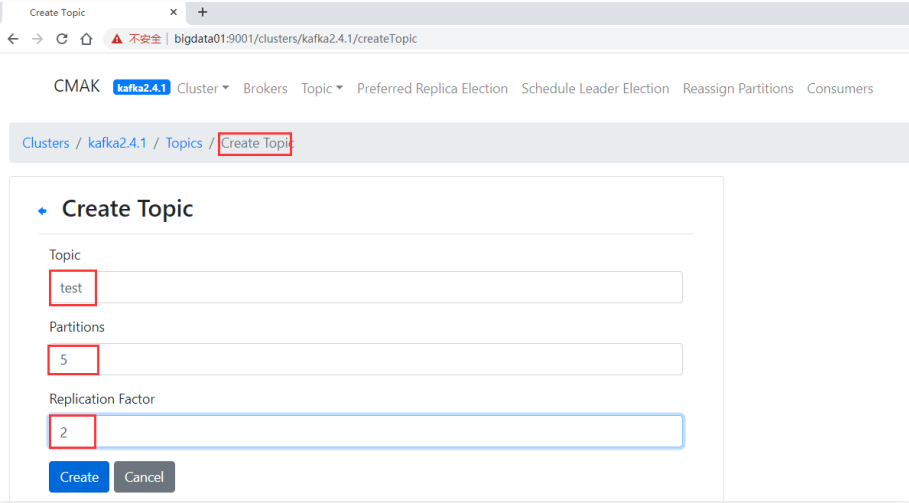 Create Topic
不安全 | bigdata01:9001/clusters/kafka2.4.1/createTopic
CMAK kafka2.4.1 Cluster Brokers Topic Preferred Replica Election Schedule Leader Election Reassign Partitions Consumers
Clusters / kafka2.4.1 / Topics / Create Topic
Create Topic
Topic
test
Partitions
5
Replication Factor
2
Create Cancel